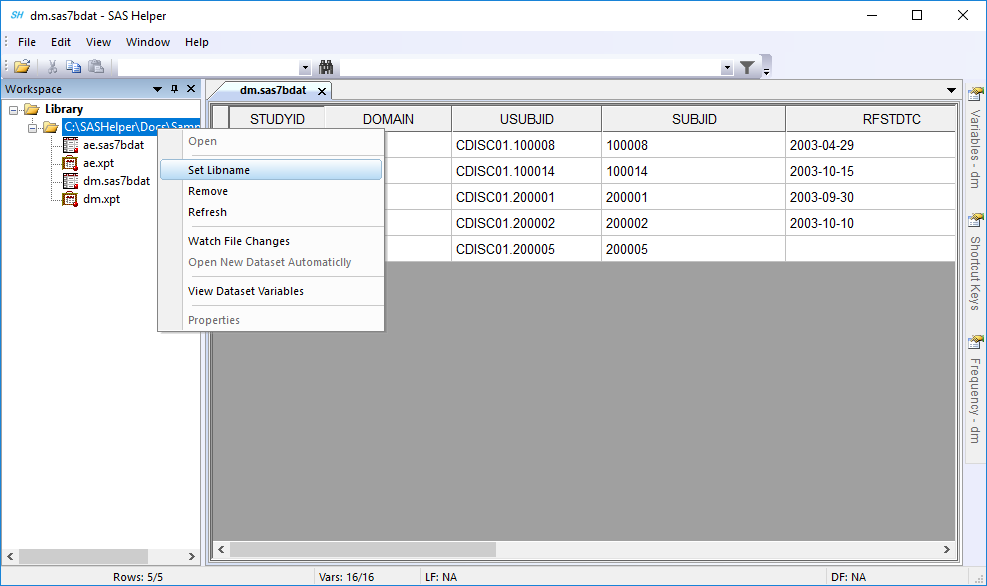 SH dm.sas7bdat - SAS Helper
File Edit View Window Help
Workspace
dm.sas7bdat
Library
C:\SASHelper\Docs\Samp
ae.sas7bdat
ae.xpt
dm.sas7bdat
dm.xpt
Open
Set Libname
Remove
Refresh
Watch File Changes
Open New Dataset Automaticlly
View Dataset Variables
Properties
STUDYID DOMAIN USUBJID SUBJID RFSTDTC
CDISC01.100008 100008 2003-04-29
CDISC01.100014 100014 2003-10-15
CDISC01.200001 200001 2003-09-30
CDISC01.200002 200002 2003-10-10
CDISC01.200005 200005
Variables - dm
Shortcut Keys
Frequency - dm
Rows: 5/5 Vars: 16/16 LF: NA DF: NA